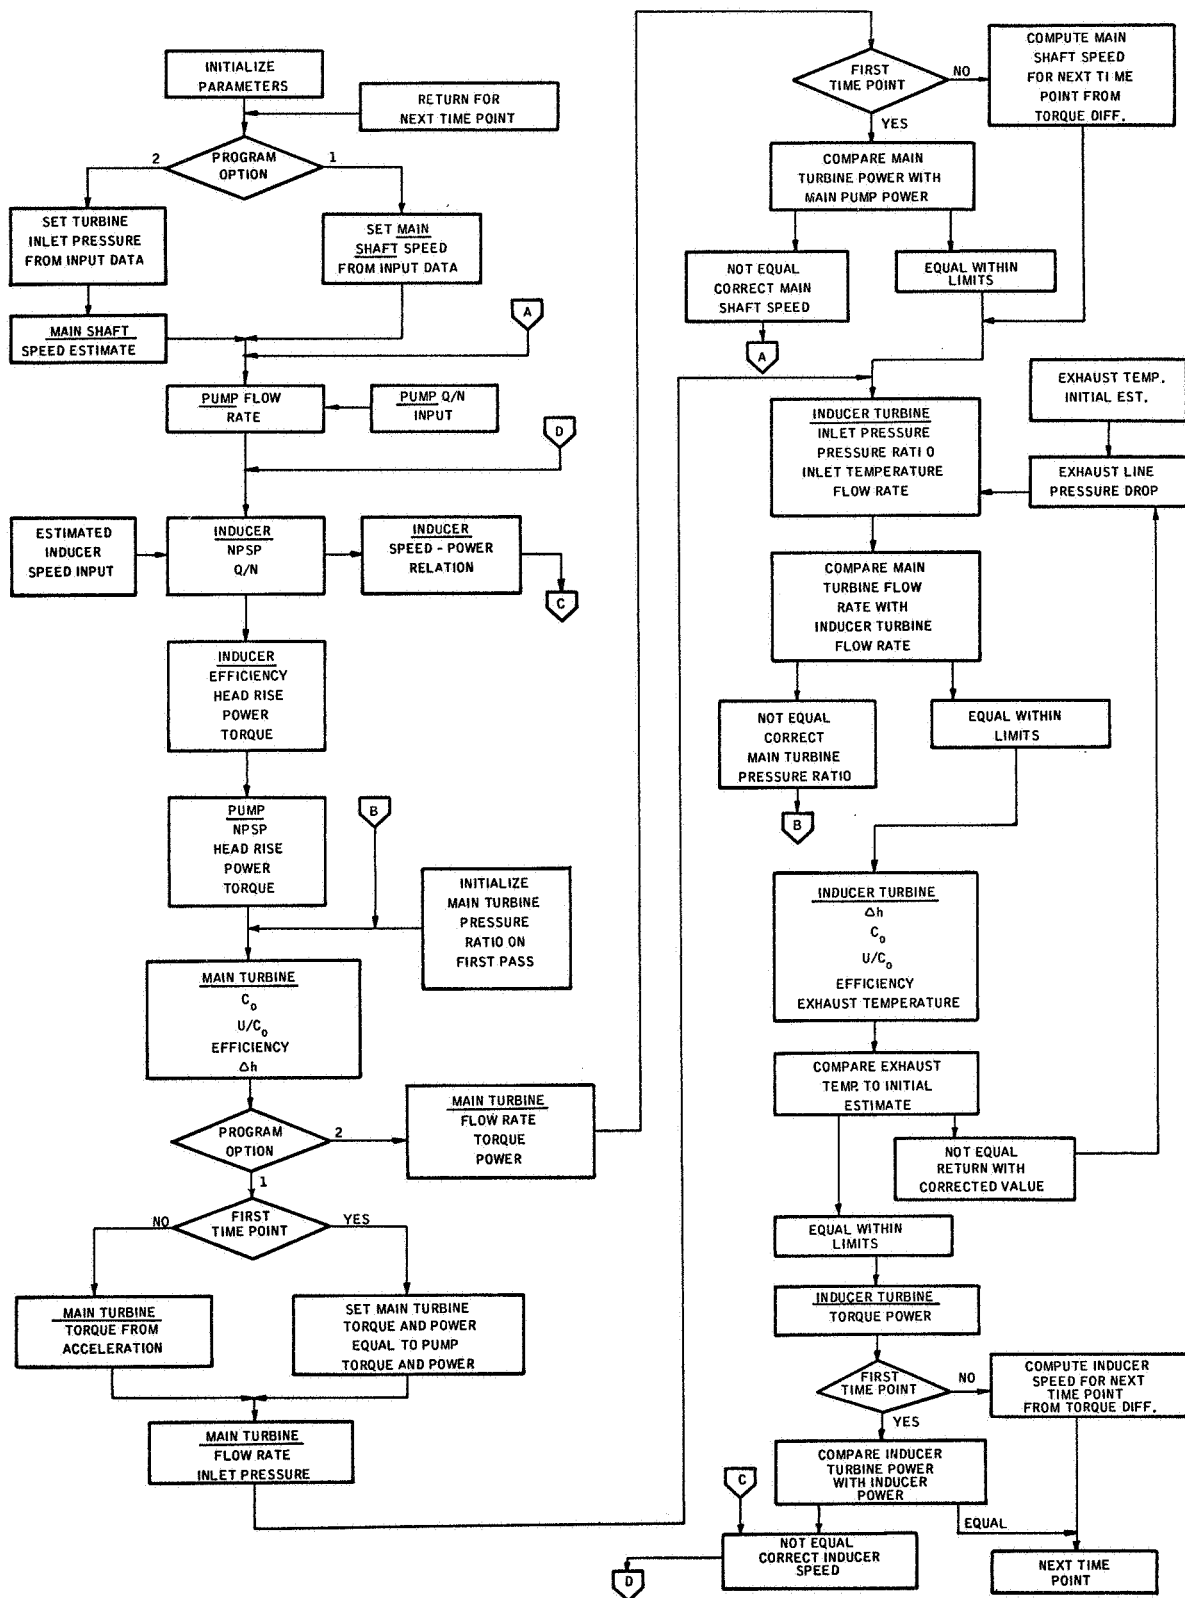 INITIALIZE
PARAMETERS
RETURN FOR
NEXT TIME POINT
2
PROGRAM
OPTION
1
SET TURBINE
INLET PRESSURE
FROM INPUT DATA
SET MAIN
SHAFT SPEED
FROM INPUT DATA
MAIN SHAFT
SPEED ESTIMATE
A
PUMP FLOW
RATE
PUMP Q/N
INPUT
D
ESTIMATED
INDUCER
SPEED INPUT
INDUCER
NPSP
Q/N
INDUCER
SPEED - POWER
RELATION
C
INDUCER
EFFICIENCY
HEAD RISE
POWER
TORQUE
PUMP
NPSP
HEAD RISE
POWER
TORQUE
B
INITIALIZE
MAIN TURBINE
PRESSURE
RATIO ON
FIRST PASS
MAIN TURBINE
C₀
U/C₀
EFFICIENCY
Δh
PROGRAM
OPTION
2
MAIN TURBINE
FLOW RATE
TORQUE
POWER
1
NO
FIRST
TIME POINT
YES
MAIN TURBINE
TORQUE FROM
ACCELERATION
SET MAIN TURBINE
TORQUE AND POWER
EQUAL TO PUMP
TORQUE AND POWER
MAIN TURBINE
FLOW RATE
INLET PRESSURE
FIRST
TIME POINT
NO
COMPUTE MAIN
SHAFT SPEED
FOR NEXT TIME
POINT FROM
TORQUE DIFF.
YES
COMPARE MAIN
TURBINE POWER WITH
MAIN PUMP POWER
NOT EQUAL
CORRECT MAIN
SHAFT SPEED
EQUAL WITHIN
LIMITS
A
EXHAUST TEMP.
INITIAL EST.
INDUCER TURBINE
INLET PRESSURE
PRESSURE RATIO
INLET TEMPERATURE
FLOW RATE
EXHAUST LINE
PRESSURE DROP
COMPARE MAIN
TURBINE FLOW
RATE WITH
INDUCER TURBINE
FLOW RATE
NOT EQUAL
CORRECT
MAIN TURBINE
PRESSURE RATIO
EQUAL WITHIN
LIMITS
B
INDUCER TURBINE
Δh
C₀
U/C₀
EFFICIENCY
EXHAUST TEMPERATURE
COMPARE EXHAUST
TEMP. TO INITIAL
ESTIMATE
NOT EQUAL
RETURN WITH
CORRECTED VALUE
EQUAL WITHIN
LIMITS
INDUCER TURBINE
TORQUE POWER
FIRST
TIME POINT
NO
COMPUTE INDUCER
SPEED FOR NEXT
TIME POINT
FROM TORQUE DIFF.
YES
COMPARE INDUCER
TURBINE POWER
WITH INDUCER
POWER
C
EQUAL
NOT EQUAL
CORRECT INDUCER
SPEED
D
NEXT TIME
POINT